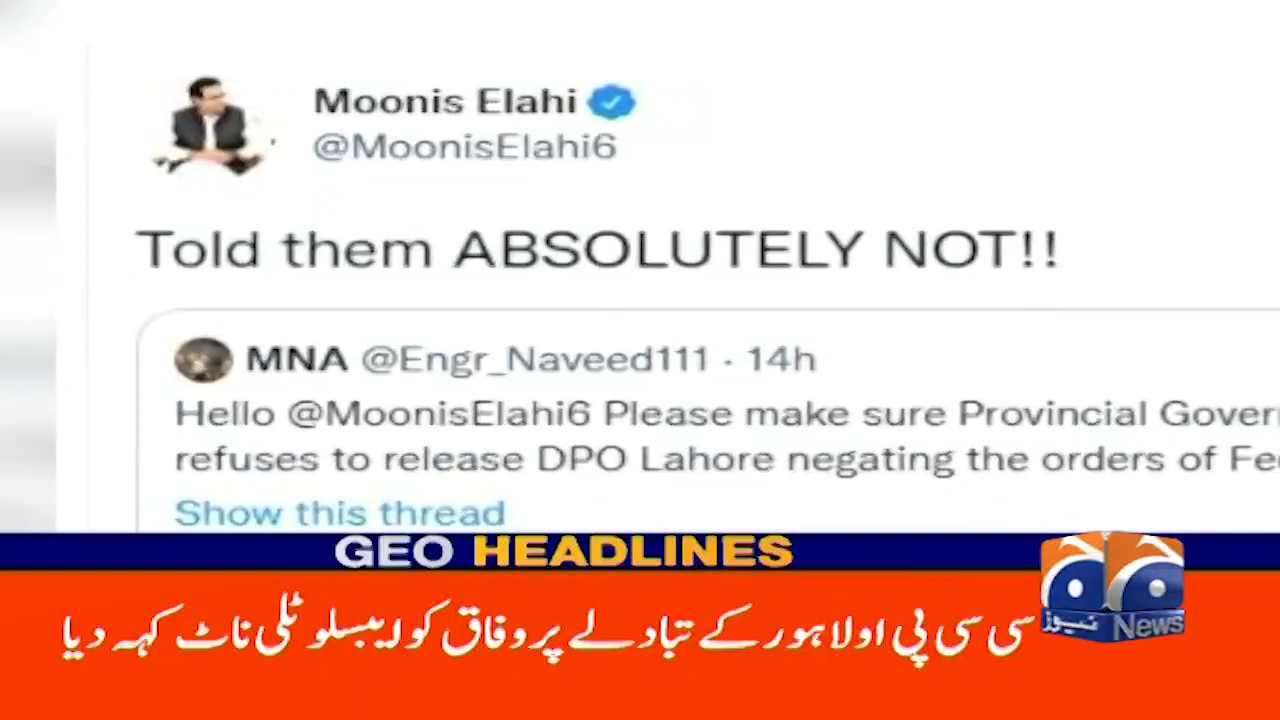 Moonis Elahi
@MoonisElahi6
Told them ABSOLUTELY NOT!!
MNA @Engr_Naveed111 · 14h
Hello @MoonisElahi6 Please make sure Provincial Gover
refuses to release DPO Lahore negating the orders of Fe
Show this thread
GEO HEADLINES
سی سی پی او لاہور کے تبادلے پر وفاق کو ایبسلوٹلی ناٹ کہہ دیا
نیوز News